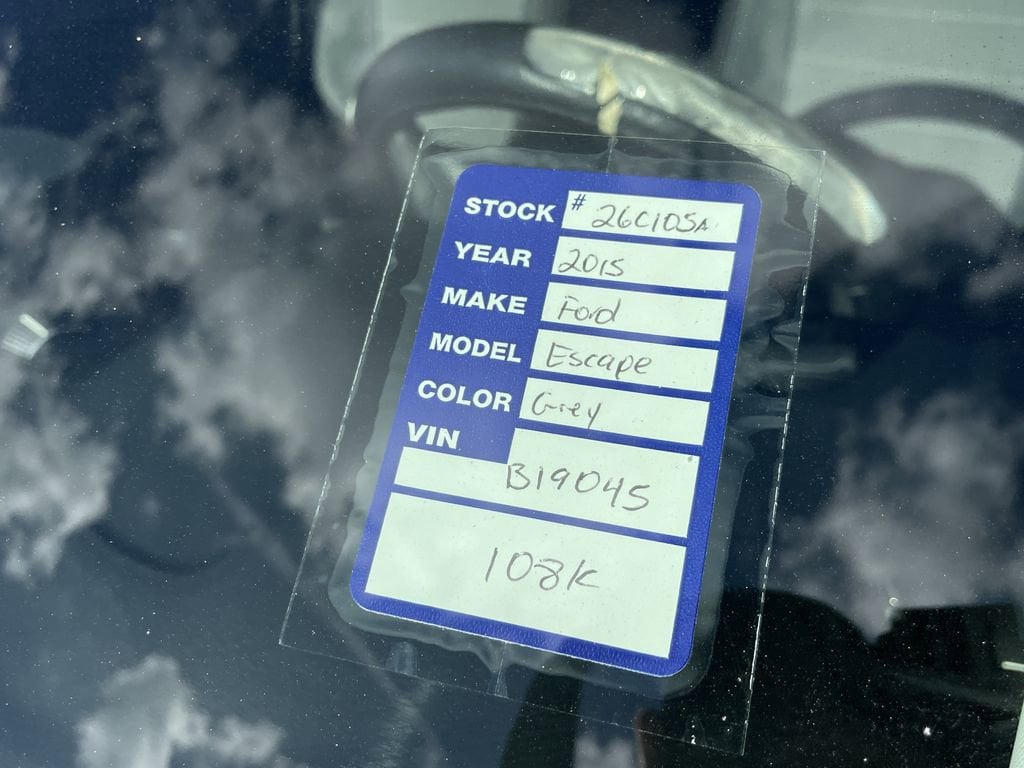 STOCK # 26C105A
YEAR 2015
MAKE Ford
MODEL Escape
COLOR Grey
VIN
B19045
108K